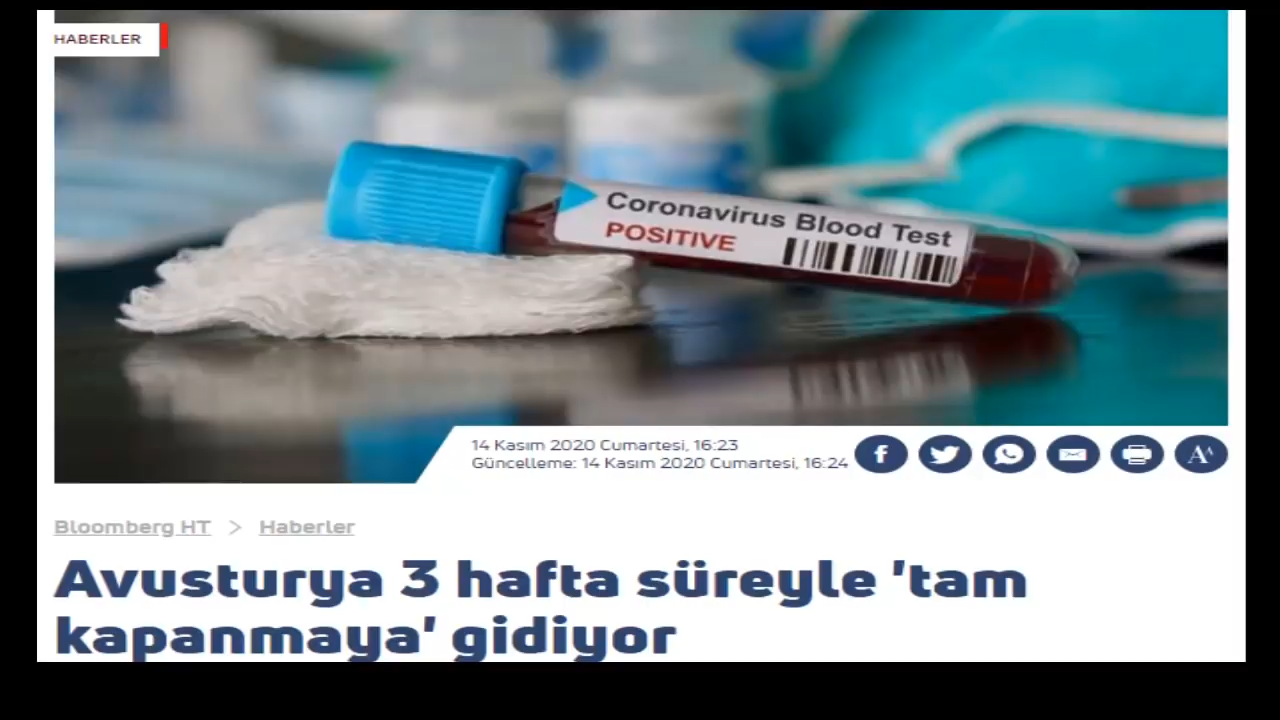 HABERLER
Coronavirus Blood Test
POSITIVE
14 Kasım 2020 Cumartesi, 16:23
Güncelleme: 14 Kasım 2020 Cumartesi, 16:24
Bloomberg HT > Haberler
Avusturya 3 hafta süreyle 'tam
kapanmaya' gidiyor